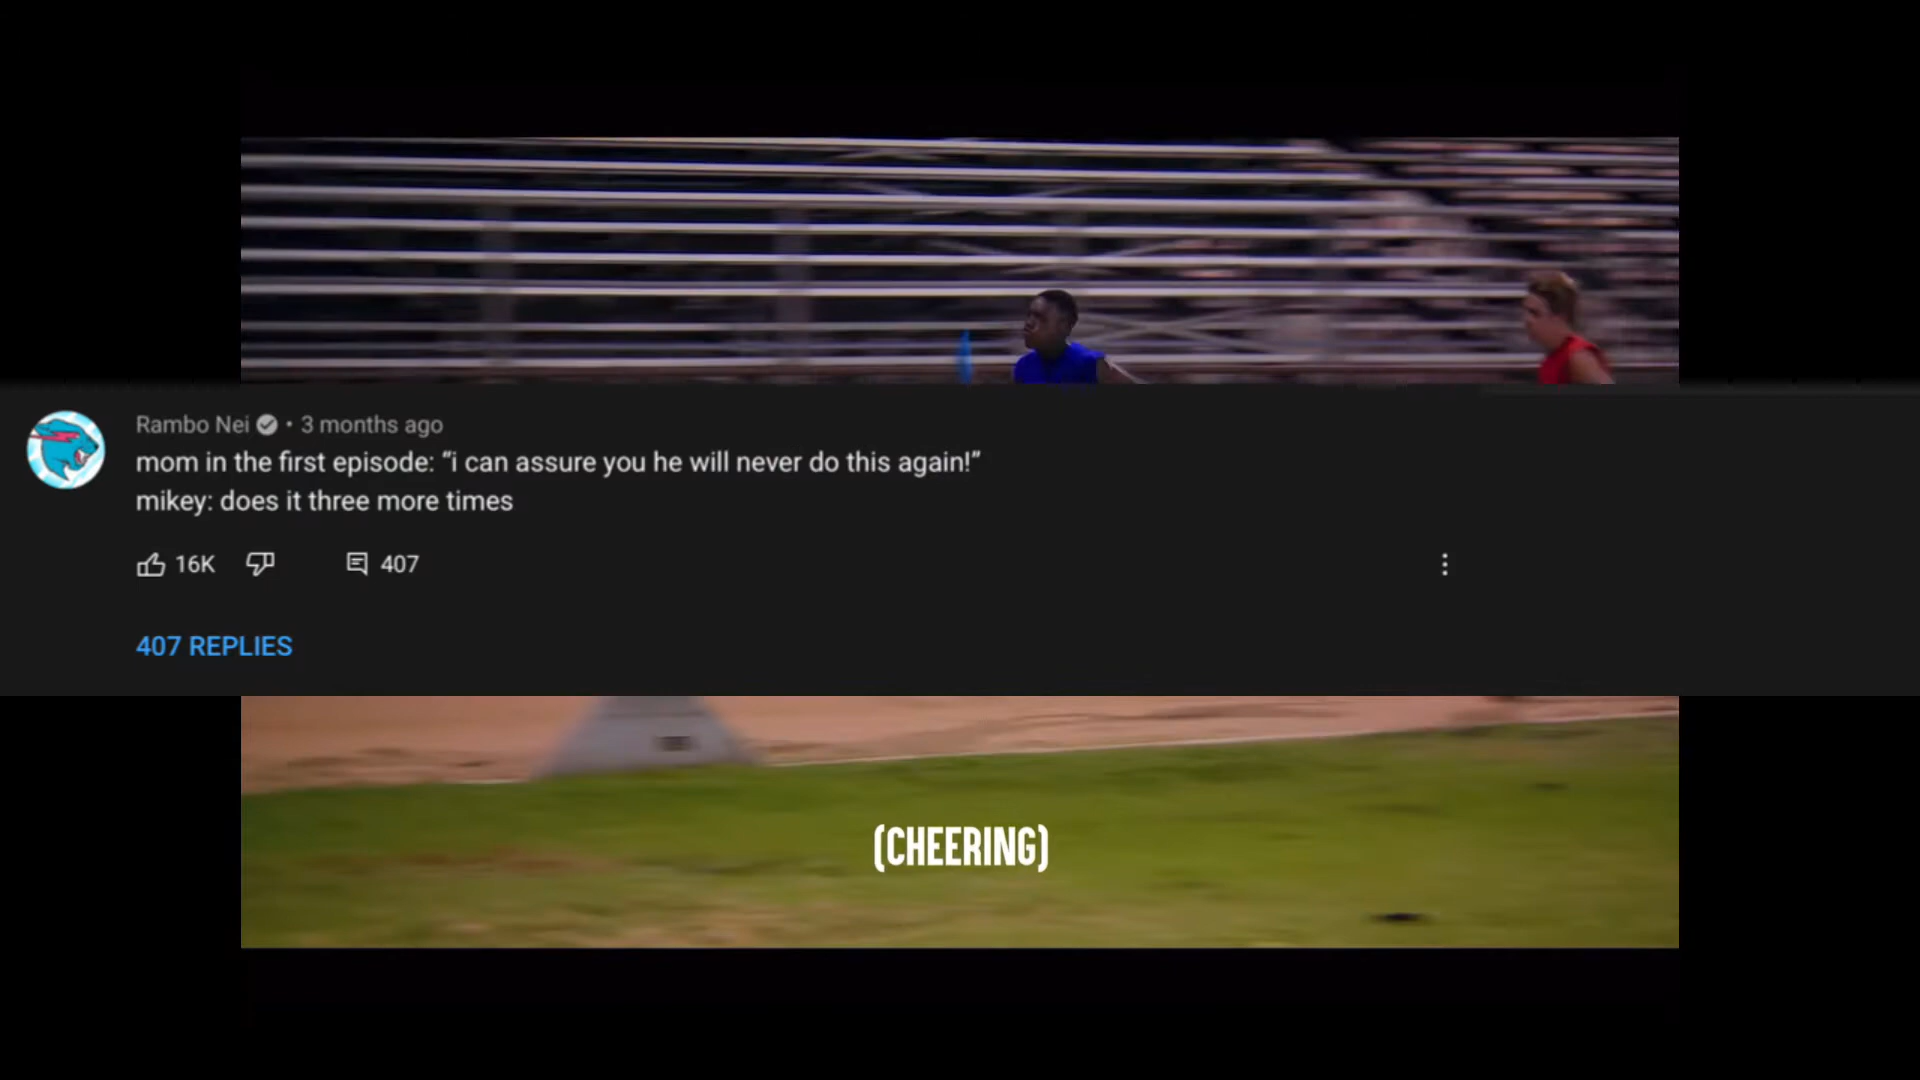 Rambo Nei • 3 months ago
mom in the first episode: “i can assure you he will never do this again!”
mikey: does it three more times
16K 407
407 REPLIES
(CHEERING)